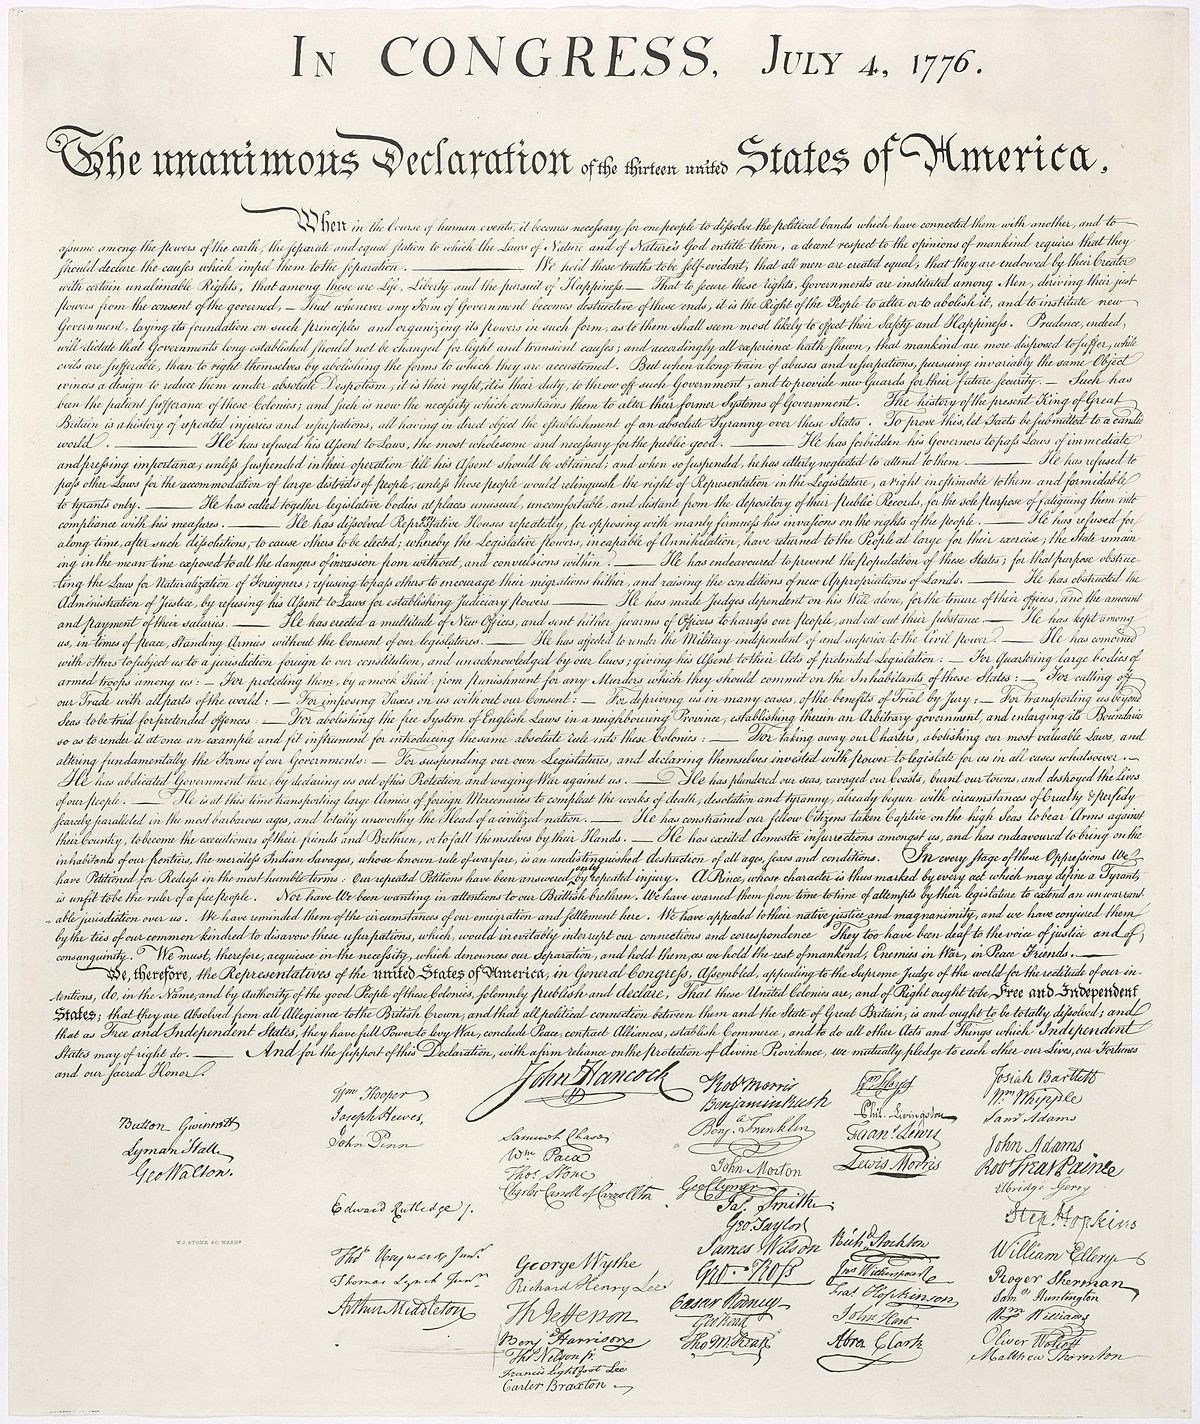 IN CONGRESS, JULY 4, 1776.
The unanimous Declaration of the thirteen united States of America,
When in the Course of human events, it becomes necessary for one people to dissolve the political bands which have connected them with another, and to
assume among the powers of the earth, the separate and equal station to which the Laws of Nature and of Nature's God entitle them, a decent respect to the opinions of mankind requires that they
should declare the causes which impel them to the separation. —— We hold these truths to be self-evident, that all men are created equal, that they are endowed by their Creator
with certain unalienable Rights, that among these are Life, Liberty and the pursuit of Happiness.— That to secure these rights, Governments are instituted among Men, deriving their just
powers from the consent of the governed, — That whenever any Form of Government becomes destructive of these ends, it is the Right of the People to alter or to abolish it, and to institute new
Government, laying its foundation on such principles and organizing its powers in such form, as to them shall seem most likely to effect their Safety and Happiness. Prudence, indeed,
will dictate that Governments long established should not be changed for light and transient causes; and accordingly all experience hath shewn, that mankind are more disposed to suffer, while
evils are sufferable, than to right themselves by abolishing the forms to which they are accustomed. But when a long train of abuses and usurpations, pursuing invariably the same Object
evinces a design to reduce them under absolute Despotism, it is their right, it is their duty, to throw off such Government, and to provide new Guards for their future security.— Such has
been the patient sufferance of these Colonies; and such is now the necessity which constrains them to alter their former Systems of Government. The history of the present King of Great
Britain is a history of repeated injuries and usurpations, all having in direct object the establishment of an absolute Tyranny over these States. To prove this, let Facts be submitted to a candid
world. —— He has refused his Assent to Laws, the most wholesome and necessary for the public good. —— He has forbidden his Governors to pass Laws of immediate
and pressing importance, unless suspended in their operation till his Assent should be obtained; and when so suspended, he has utterly neglected to attend to them. —— He has refused to
pass other Laws for the accommodation of large districts of people, unless those people would relinquish the right of Representation in the Legislature, a right inestimable to them and formidable
to tyrants only. —— He has called together legislative bodies at places unusual, uncomfortable, and distant from the depository of their Public Records, for the sole purpose of fatiguing them into
compliance with his measures. —— He has dissolved Representative Houses repeatedly, for opposing with manly firmness his invasions on the rights of the people. —— He has refused for
a long time, after such dissolutions, to cause others to be elected; whereby the Legislative powers, incapable of Annihilation, have returned to the People at large for their exercise; the State remain-
ing in the mean time exposed to all the dangers of invasion from without, and convulsions within. —— He has endeavoured to prevent the population of these States; for that purpose obstruc-
ting the Laws for Naturalization of Foreigners; refusing to pass others to encourage their migrations hither, and raising the conditions of new Appropriations of Lands. —— He has obstructed the
Administration of Justice, by refusing his Assent to Laws for establishing Judiciary powers —— He has made Judges dependent on his Will alone, for the tenure of their offices, and the amount
and payment of their salaries. —— He has erected a multitude of New Offices, and sent hither swarms of Officers to harrass our people, and eat out their substance —— He has kept among
us, in times of peace, Standing Armies without the Consent of our legislatures. —— He has affected to render the Military independent of and superior to the Civil power. —— He has combined
with others to subject us to a jurisdiction foreign to our constitution, and unacknowledged by our laws; giving his Assent to their Acts of pretended Legislation: — For Quartering large bodies of
armed troops among us: — For protecting them, by a mock Trial, from punishment for any Murders which they should commit on the Inhabitants of these States: — For cutting off
our Trade with all parts of the world: — For imposing Taxes on us without our Consent: — For depriving us in many cases, of the benefits of Trial by Jury: — For transporting us beyond
Seas to be tried for pretended offences — For abolishing the free System of English Laws in a neighbouring Province, establishing therein an Arbitrary government, and enlarging its Boundaries
so as to render it at once an example and fit instrument for introducing the same absolute rule into these Colonies: — For taking away our Charters, abolishing our most valuable Laws, and
altering fundamentally the Forms of our Governments: — For suspending our own Legislatures, and declaring themselves invested with power to legislate for us in all cases whatsoever. —
He has abdicated Government here, by declaring us out of his Protection and waging War against us. —— He has plundered our seas, ravaged our Coasts, burnt our towns, and destroyed the Lives
of our people. —— He is at this time transporting large Armies of foreign Mercenaries to compleat the works of death, desolation and tyranny, already begun with circumstances of Cruelty & perfidy
scarcely paralleled in the most barbarous ages, and totally unworthy the Head of a civilized nation. —— He has constrained our fellow Citizens taken Captive on the high Seas to bear Arms against
their Country, to become the executioners of their friends and Brethren, or to fall themselves by their Hands. —— He has excited domestic insurrections amongst us, and has endeavoured to bring on the
inhabitants of our frontiers, the merciless Indian Savages, whose known rule of warfare, is an undistinguished destruction of all ages, sexes and conditions. In every stage of these Oppressions We
have Petitioned for Redress in the most humble terms: Our repeated Petitions have been answered only by repeated injury. A Prince, whose character is thus marked by every act which may define a Tyrant,
is unfit to be the ruler of a free people. Nor have We been wanting in attentions to our Brittish brethren. We have warned them from time to time of attempts by their legislature to extend an unwarrant-
able jurisdiction over us. We have reminded them of the circumstances of our emigration and settlement here. We have appealed to their native justice and magnanimity, and we have conjured them
by the ties of our common kindred to disavow these usurpations, which, would inevitably interrupt our connections and correspondence They too have been deaf to the voice of justice and of
consanguinity. We must, therefore, acquiesce in the necessity, which denounces our Separation, and hold them, as we hold the rest of mankind, Enemies in War, in Peace Friends. ——
We, therefore, the Representatives of the united States of America, in General Congress, Assembled, appealing to the Supreme Judge of the world for the rectitude of our in-
tentions, do, in the Name, and by Authority of the good People of these Colonies, solemnly publish and declare, That these United Colonies are, and of Right ought to be Free and Independent
States; that they are Absolved from all Allegiance to the British Crown, and that all political connection between them and the State of Great Britain, is and ought to be totally dissolved; and
that as Free and Independent States, they have full Power to levy War, conclude Peace, contract Alliances, establish Commerce, and to do all other Acts and Things which Independent
States may of right do. —— And for the support of this Declaration, with a firm reliance on the protection of divine Providence, we mutually pledge to each other our Lives, our Fortunes
and our sacred Honor.
Button Gwinnett
Lyman Hall
Geo Walton.
Wm Hooper
Joseph Hewes,
John Penn
Edward Rutledge /.
Thos Heyward Junr.
Thomas Lynch Junr.
Arthur Middleton
John Hancock
Samuel Chase
Wm Paca
Thos Stone
Charles Carroll of Carrollton
George Wythe
Richard Henry Lee
Th Jefferson
Benj Harrison
Thos Nelson jr.
Francis Lightfoot Lee
Carter Braxton
Robt Morris
Benjamin Rush
Benja Franklin
John Morton
Geo Clymer
Jas Smith
Geo Taylor
James Wilson
Geo. Ross
Caesar Rodney
Geo Read
Tho M:Kean
Wm Floyd
Phil. Livingston
Frans Lewis
Lewis Morris
Richd Stockton
Jno Witherspoon
Fras Hopkinson
John Hart
Abra Clark
Josiah Bartlett
Wm Whipple
Saml Adams
John Adams
Robt Treat Paine
Elbridge Gerry
Step. Hopkins
William Ellery
Roger Sherman
Sam Huntington
Wm Williams
Oliver Wolcott
Matthew Thornton
W. J. STONE SC. WASHN